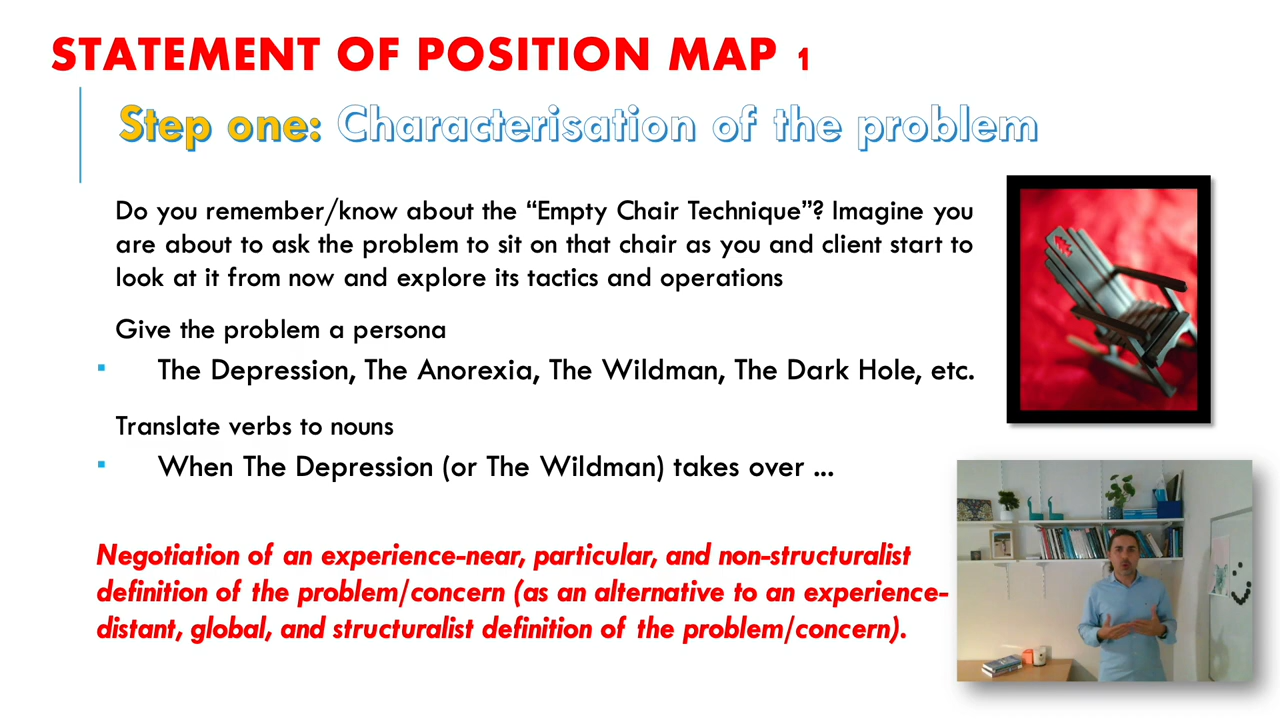 STATEMENT OF POSITION MAP 1
Step one: Characterisation of the problem
Do you remember/know about the “Empty Chair Technique”? Imagine you
are about to ask the problem to sit on that chair as you and client start to
look at it from now and explore its tactics and operations
Give the problem a persona
▪ The Depression, The Anorexia, The Wildman, The Dark Hole, etc.
Translate verbs to nouns
▪ When The Depression (or The Wildman) takes over ...
Negotiation of an experience-near, particular, and non-structuralist
definition of the problem/concern (as an alternative to an experience-
distant, global, and structuralist definition of the problem/concern).